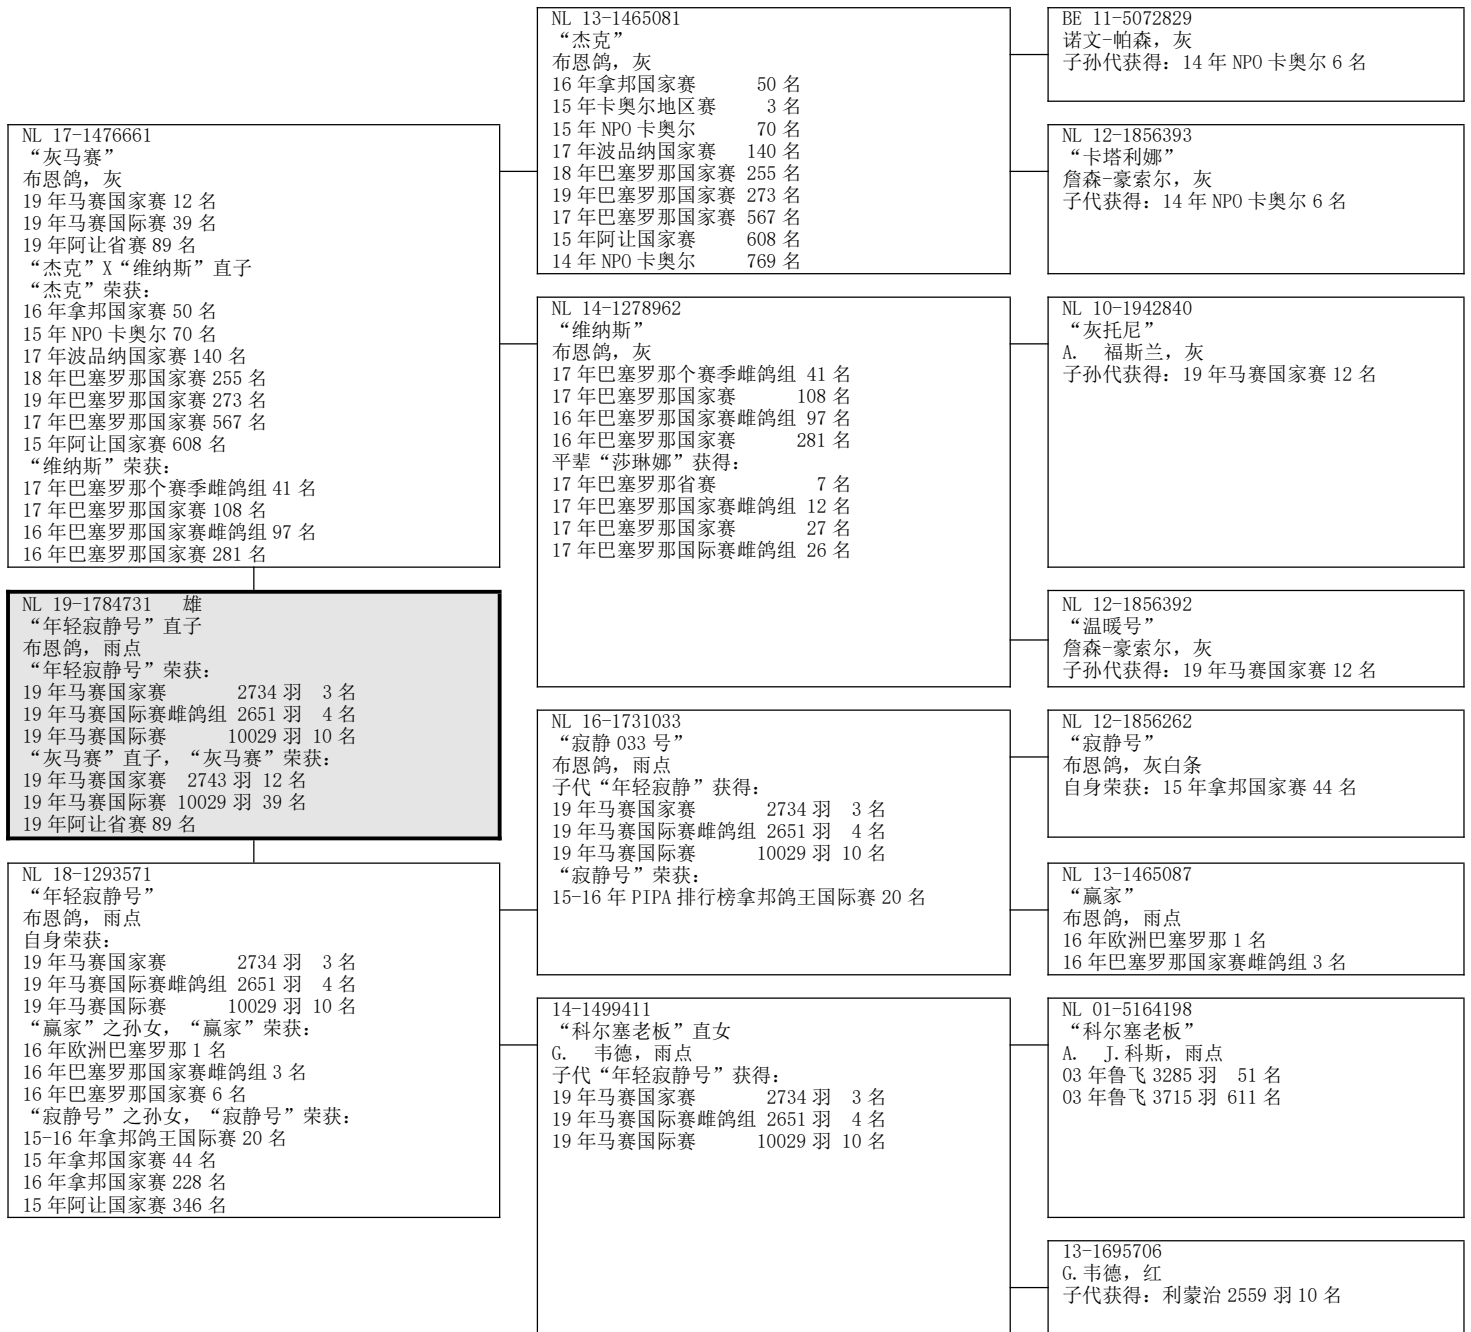 NL 17-1476661
“灰马赛”
布恩鸽，灰
19 年马赛国家赛 12 名
19 年马赛国际赛 39 名
19 年阿让省赛 89 名
“杰克”X“维纳斯”直子
“杰克”荣获：
16 年拿邦国家赛 50 名
15 年 NPO 卡奥尔 70 名
17 年波品纳国家赛 140 名
18 年巴塞罗那国家赛 255 名
19 年巴塞罗那国家赛 273 名
17 年巴塞罗那国家赛 567 名
15 年阿让国家赛 608 名
“维纳斯”荣获：
17 年巴塞罗那个赛季雌鸽组 41 名
17 年巴塞罗那国家赛 108 名
16 年巴塞罗那国家赛雌鸽组 97 名
16 年巴塞罗那国家赛 281 名
NL 19-1784731 雄
“年轻寂静号”直子
布恩鸽，雨点
“年轻寂静号”荣获：
19 年马赛国家赛 2734 羽 3 名
19 年马赛国际赛雌鸽组 2651 羽 4 名
19 年马赛国际赛 10029 羽 10 名
“灰马赛”直子，“灰马赛”荣获：
19 年马赛国家赛 2743 羽 12 名
19 年马赛国际赛 10029 羽 39 名
19 年阿让省赛 89 名
NL 18-1293571
“年轻寂静号”
布恩鸽，雨点
自身荣获：
19 年马赛国家赛 2734 羽 3 名
19 年马赛国际赛雌鸽组 2651 羽 4 名
19 年马赛国际赛 10029 羽 10 名
“赢家”之孙女，“赢家”荣获：
16 年欧洲巴塞罗那 1 名
16 年巴塞罗那国家赛雌鸽组 3 名
16 年巴塞罗那国家赛 6 名
“寂静号”之孙女，“寂静号”荣获：
15-16 年拿邦鸽王国际赛 20 名
15 年拿邦国家赛 44 名
16 年拿邦国家赛 228 名
15 年阿让国家赛 346 名
NL 13-1465081
“杰克”
布恩鸽，灰
16 年拿邦国家赛 50 名
15 年卡奥尔地区赛 3 名
15 年 NPO 卡奥尔 70 名
17 年波品纳国家赛 140 名
18 年巴塞罗那国家赛 255 名
19 年巴塞罗那国家赛 273 名
17 年巴塞罗那国家赛 567 名
15 年阿让国家赛 608 名
14 年 NPO 卡奥尔 769 名
NL 14-1278962
“维纳斯”
布恩鸽，灰
17 年巴塞罗那个赛季雌鸽组 41 名
17 年巴塞罗那国家赛 108 名
16 年巴塞罗那国家赛雌鸽组 97 名
16 年巴塞罗那国家赛 281 名
平辈“莎琳娜”获得：
17 年巴塞罗那省赛 7 名
17 年巴塞罗那国家赛雌鸽组 12 名
17 年巴塞罗那国家赛 27 名
17 年巴塞罗那国际赛雌鸽组 26 名
NL 16-1731033
“寂静 033 号”
布恩鸽，雨点
子代“年轻寂静”获得：
19 年马赛国家赛 2734 羽 3 名
19 年马赛国际赛雌鸽组 2651 羽 4 名
19 年马赛国际赛 10029 羽 10 名
“寂静号”荣获：
15-16 年 PIPA 排行榜拿邦鸽王国际赛 20 名
14-1499411
“科尔塞老板”直女
G. 韦德，雨点
子代“年轻寂静号”获得：
19 年马赛国家赛 2734 羽 3 名
19 年马赛国际赛雌鸽组 2651 羽 4 名
19 年马赛国际赛 10029 羽 10 名
BE 11-5072829
诺文-帕森，灰
子孙代获得：14 年 NPO 卡奥尔 6 名
NL 12-1856393
“卡塔利娜”
詹森-豪索尔，灰
子代获得：14 年 NPO 卡奥尔 6 名
NL 10-1942840
“灰托尼”
A. 福斯兰，灰
子孙代获得：19 年马赛国家赛 12 名
NL 12-1856392
“温暖号”
詹森-豪索尔，灰
子孙代获得：19 年马赛国家赛 12 名
NL 12-1856262
“寂静号”
布恩鸽，灰白条
自身荣获：15 年拿邦国家赛 44 名
NL 13-1465087
“赢家”
布恩鸽，雨点
16 年欧洲巴塞罗那 1 名
16 年巴塞罗那国家赛雌鸽组 3 名
NL 01-5164198
“科尔塞老板”
A. J.科斯，雨点
03 年鲁飞 3285 羽 51 名
03 年鲁飞 3715 羽 611 名
13-1695706
G.韦德，红
子代获得：利蒙治 2559 羽 10 名